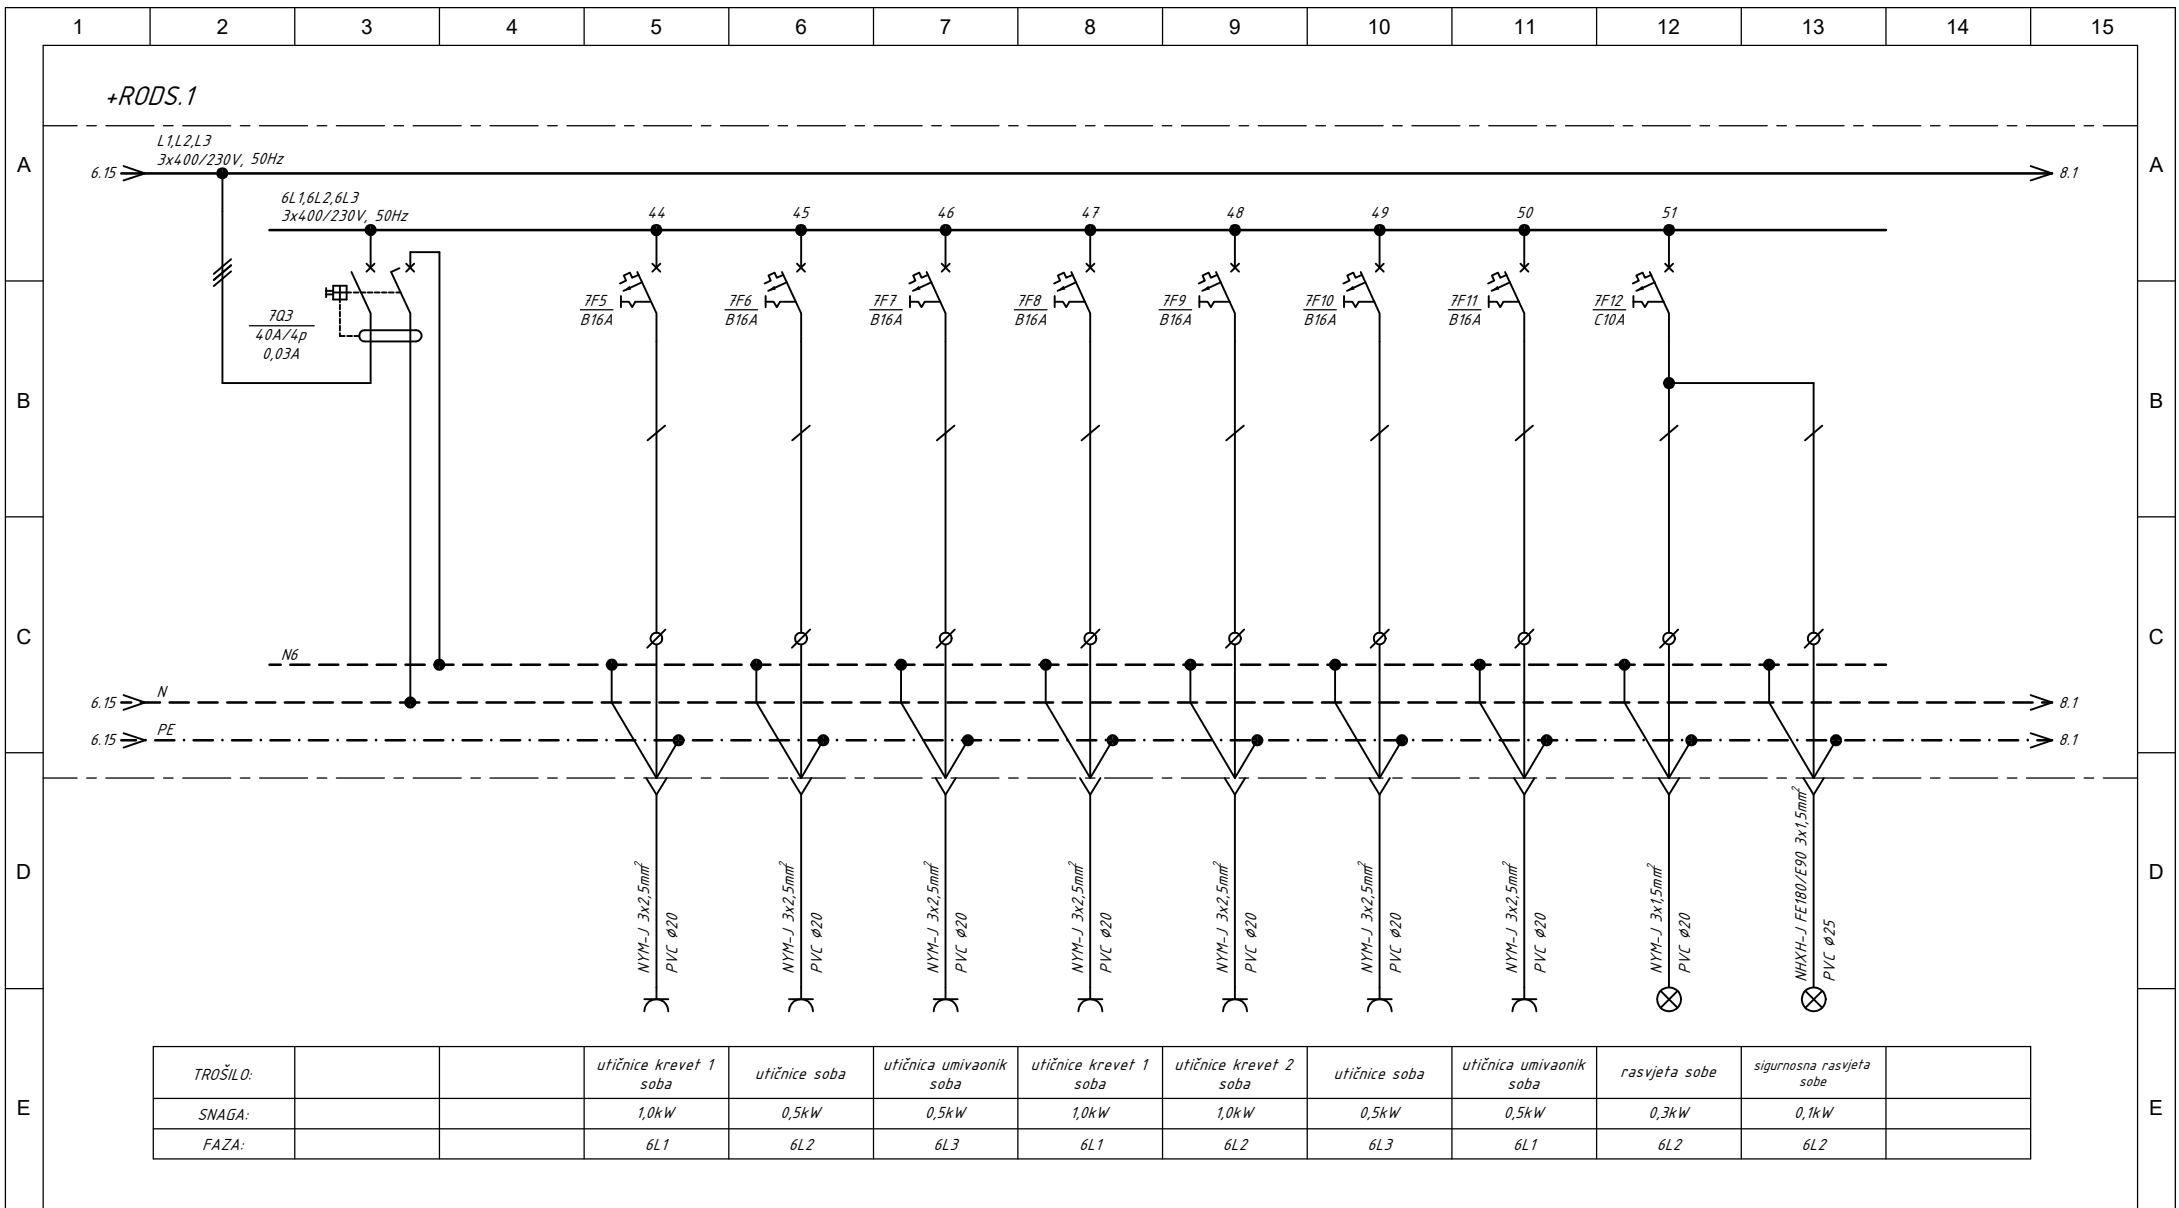 1 2 3 4 5 6 7 8 9 10 11 12 13 14 15
+RODS.1
L1,L2,L3
3x400/230V, 50Hz
A 6.15 8.1 A
6L1,6L2,6L3
3x400/230V, 50Hz
44 45 46 47 48 49 50 51
7F5 7F6 7F7 7F8 7F9 7F10 7F11 7F12
B16A B16A B16A B16A B16A B16A B16A C10A
7Q3
40A/4p
0,03A
B B
C C
N6
6.15 N 8.1
6.15 PE 8.1
D D
NYM-J 3x2,5mm²
PVC ø20
NYM-J 3x2,5mm²
PVC ø20
NYM-J 3x2,5mm²
PVC ø20
NYM-J 3x2,5mm²
PVC ø20
NYM-J 3x2,5mm²
PVC ø20
NYM-J 3x2,5mm²
PVC ø20
NYM-J 3x2,5mm²
PVC ø20
NYM-J 3x1,5mm²
PVC ø20
NHXH-J FE180/E90 3x1,5mm²
PVC ø25
E E
TROŠILO: utičnice krevet 1 soba utičnice soba utičnica umivaonik soba utičnice krevet 1 soba utičnice krevet 2 soba utičnice soba utičnica umivaonik soba rasvjeta sobe sigurnosna rasvjeta sobe
SNAGA: 1,0kW 0,5kW 0,5kW 1,0kW 1,0kW 0,5kW 0,5kW 0,3kW 0,1kW
FAZA: 6L1 6L2 6L3 6L1 6L2 6L3 6L1 6L2 6L2